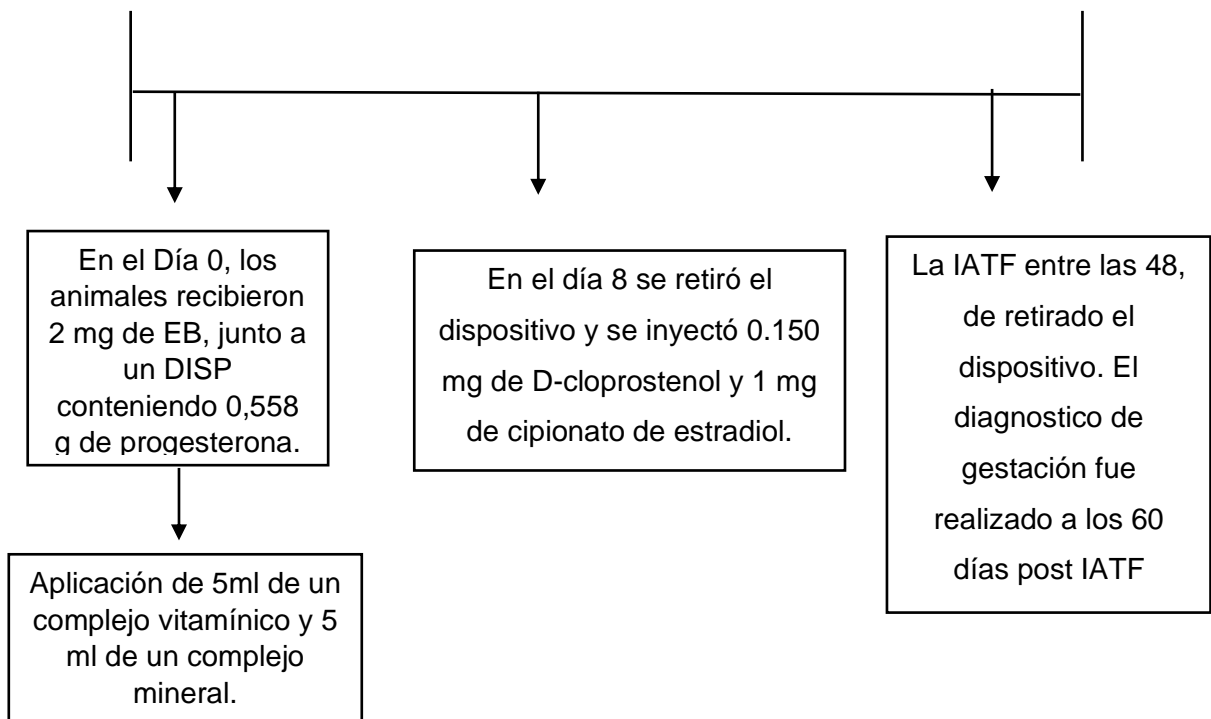 En el Día 0, los
animales recibieron
2 mg de EB, junto a
un DISP
conteniendo 0,558
g de progesterona.
En el día 8 se retiró el
dispositivo y se inyectó 0.150
mg de D-cloprostenol y 1 mg
de cipionato de estradiol.
La IATF entre las 48,
de retirado el
dispositivo. El
diagnostico de
gestación fue
realizado a los 60
días post IATF
Aplicación de 5ml de un
complejo vitamínico y 5
ml de un complejo
mineral.